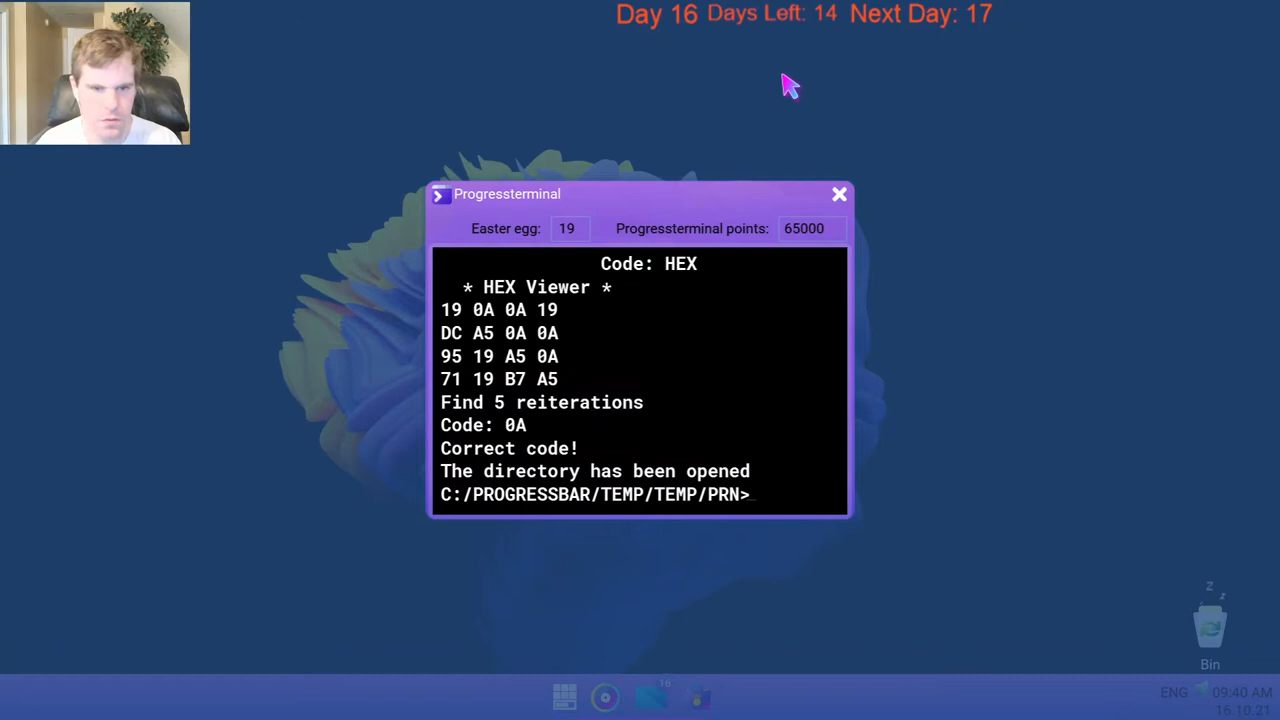 Day 16 Days Left: 14 Next Day: 17
Progressterminal
Easter egg: 19 Progressterminal points: 65000
Code: HEX
* HEX Viewer *
19 0A 0A 19
DC A5 0A 0A
95 19 A5 0A
71 19 B7 A5
Find 5 reiterations
Code: 0A
Correct code!
The directory has been opened
C:/PROGRESSBAR/TEMP/TEMP/PRN>_
Z
z
Bin
16
ENG 09:40 AM
16.10.21